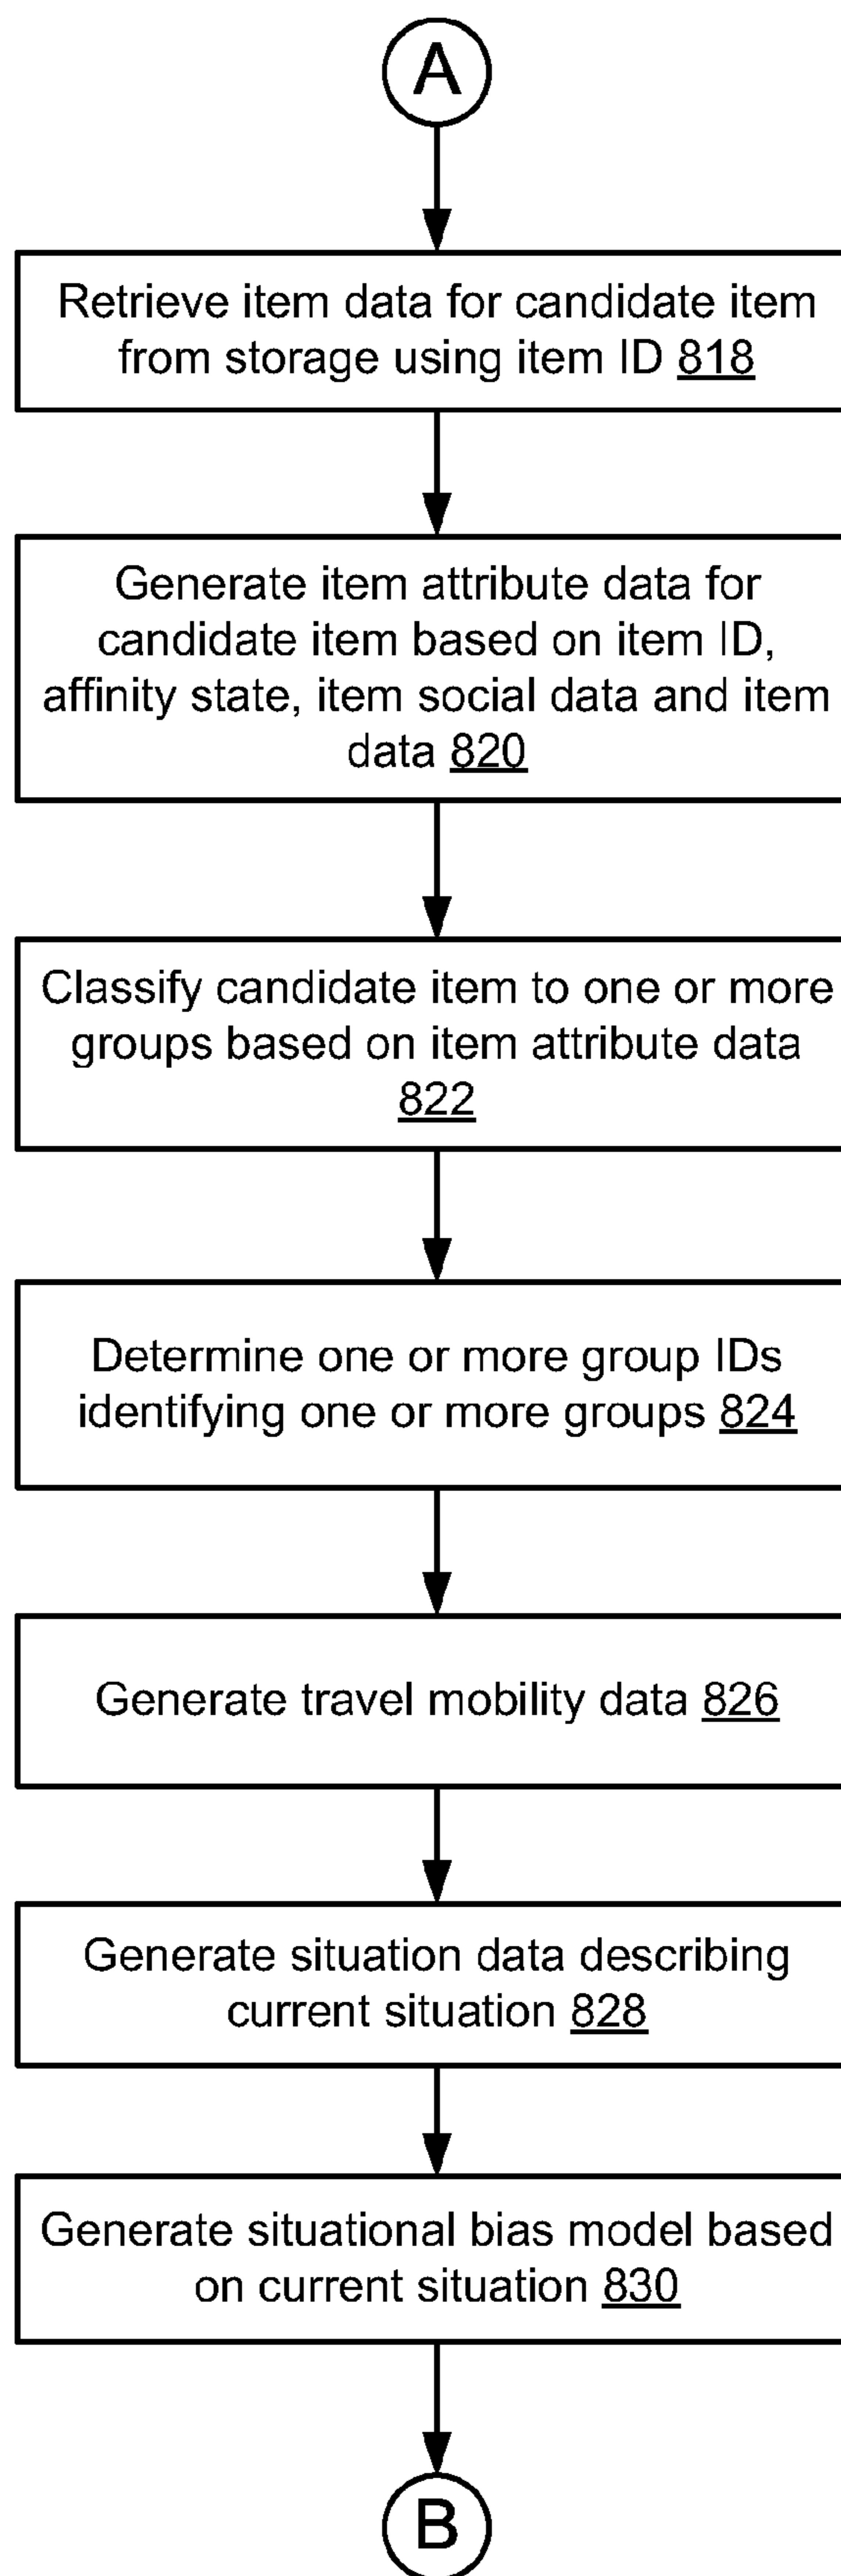 A
Retrieve item data for candidate item
from storage using item ID 818
Generate item attribute data for
candidate item based on item ID,
affinity state, item social data and item
data 820
Classify candidate item to one or more
groups based on item attribute data
822
Determine one or more group IDs
identifying one or more groups 824
Generate travel mobility data 826
Generate situation data describing
current situation 828
Generate situational bias model based
on current situation 830
B